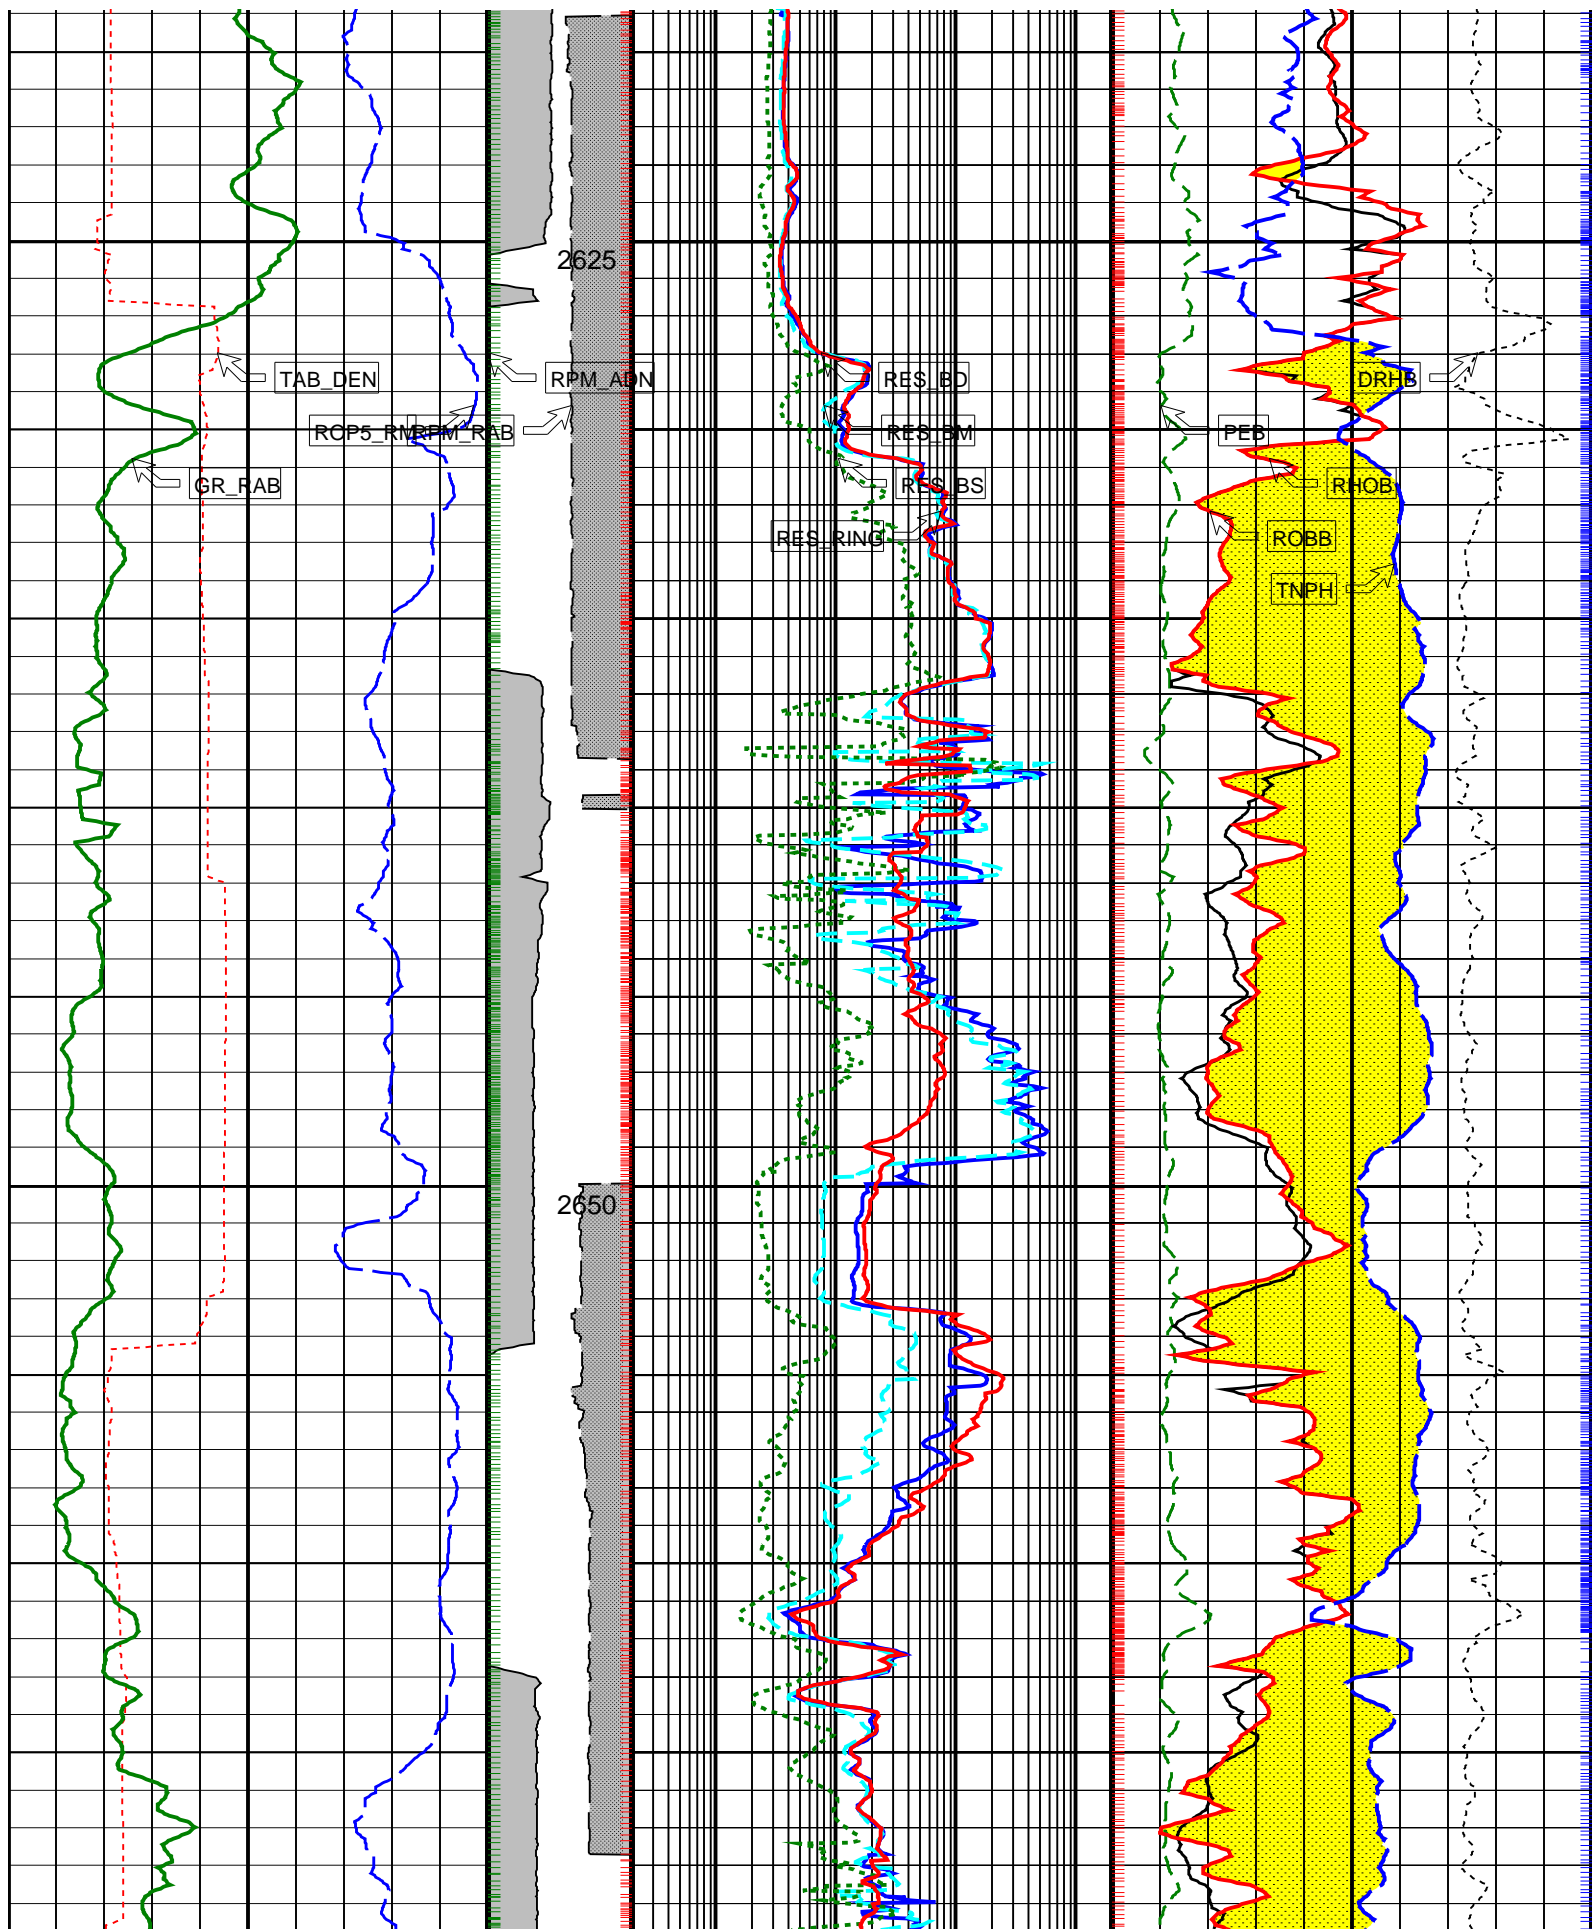 2625
TAB_DEN
RPM_ADN
RES_BD
DRHB
ROP5_RM
RPM_RAB
RES_BM
PEB
GR_RAB
RES_BS
RHOB
RES_RING
ROBB
TNPH
2650